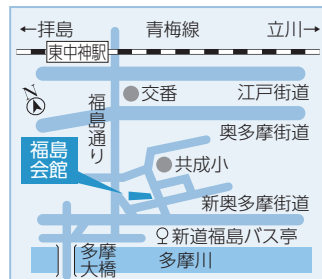 ←拝島 青梅線 立川→
東中神駅
N
交番 江戸街道
福島通り
奥多摩街道
福島
会館
共成小
新奥多摩街道
新道福島バス亭
多摩
大橋
多摩川